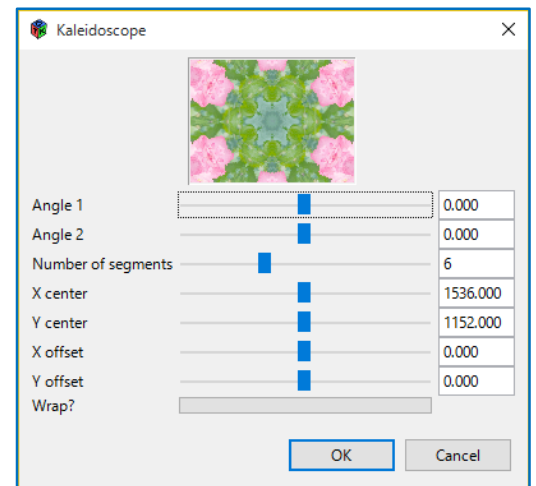 Kaleidoscope
Angle 1 0.000
Angle 2 0.000
Number of segments 6
X center 1536.000
Y center 1152.000
X offset 0.000
Y offset 0.000
Wrap?
OK Cancel